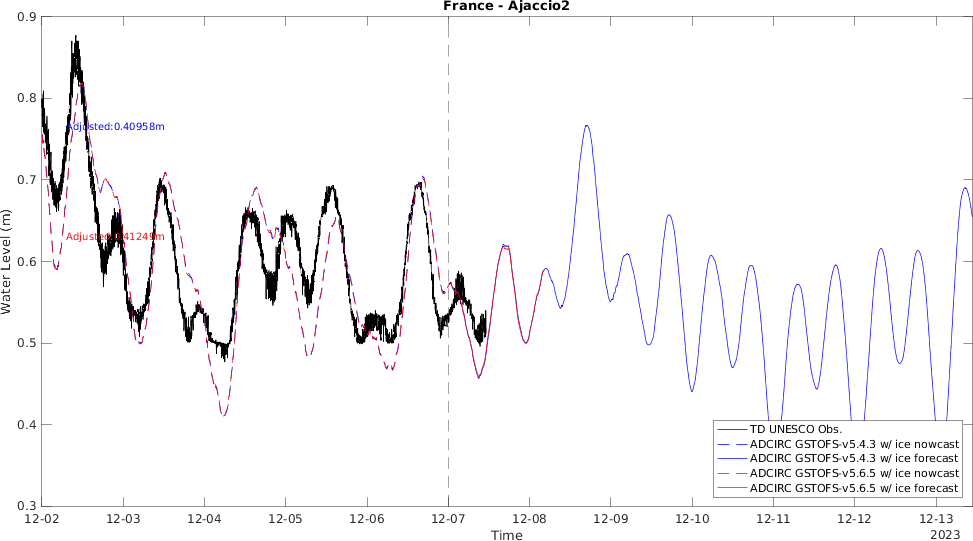 France - Ajaccio2
Water Level (m)
0.9
0.8
0.7
0.6
0.5
0.4
0.3
Adjusted:0.40958m
Adjusted:0.41249m
TD UNESCO Obs.
ADCIRC GSTOFS-v5.4.3 w/ ice nowcast
ADCIRC GSTOFS-v5.4.3 w/ ice forecast
ADCIRC GSTOFS-v5.6.5 w/ ice nowcast
ADCIRC GSTOFS-v5.6.5 w/ ice forecast
12-02 12-03 12-04 12-05 12-06 12-07 12-08 12-09 12-10 12-11 12-12 12-13
Time
2023